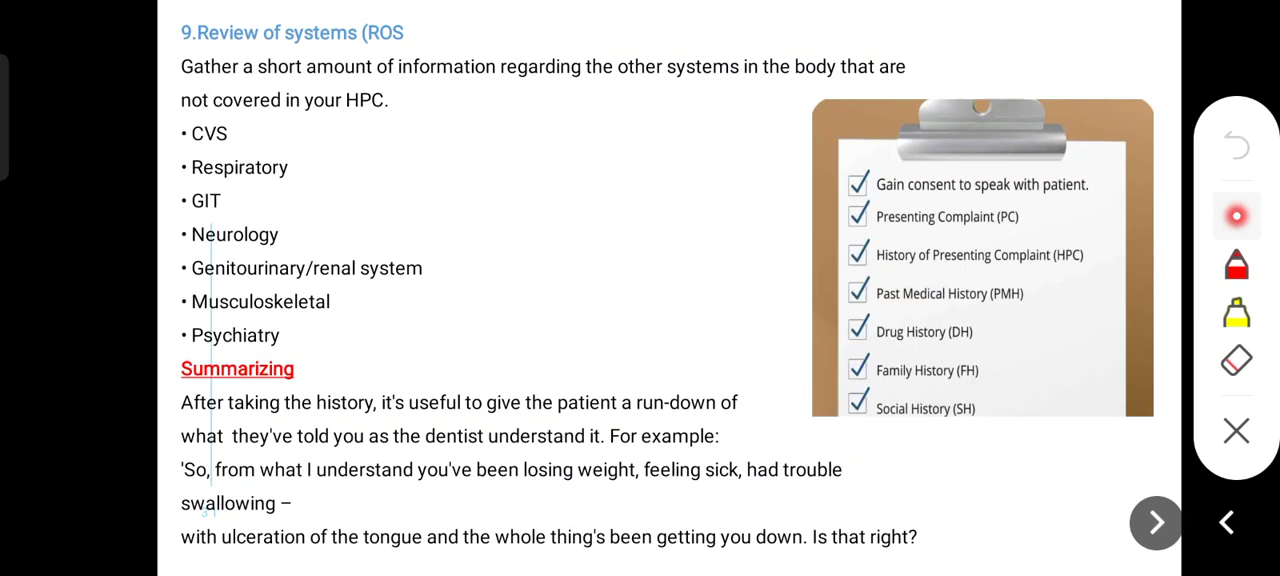 9.Review of systems (ROS
Gather a short amount of information regarding the other systems in the body that are
not covered in your HPC.
• CVS
• Respiratory
• GIT
• Neurology
• Genitourinary/renal system
• Musculoskeletal
• Psychiatry
Summarizing
After taking the history, it's useful to give the patient a run-down of
what they've told you as the dentist understand it. For example:
'So, from what I understand you've been losing weight, feeling sick, had trouble
swallowing –
with ulceration of the tongue and the whole thing's been getting you down. Is that right?
Gain consent to speak with patient.
Presenting Complaint (PC)
History of Presenting Complaint (HPC)
Past Medical History (PMH)
Drug History (DH)
Family History (FH)
Social History (SH)